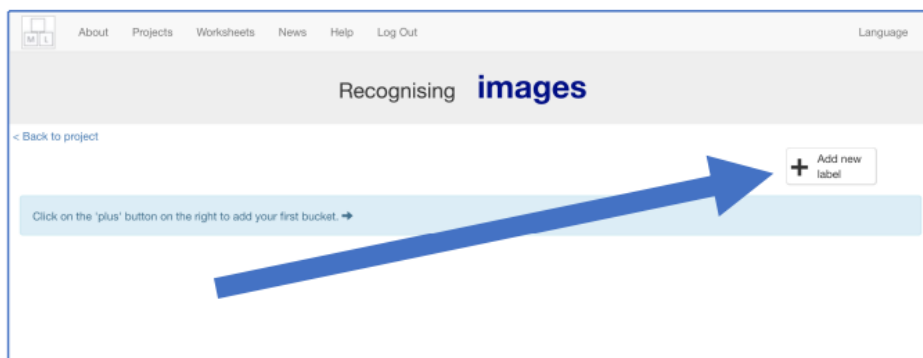 M L About Projects Worksheets News Help Log Out Language
Recognising images
< Back to project
Add new
label
Click on the 'plus' button on the right to add your first bucket. ➔